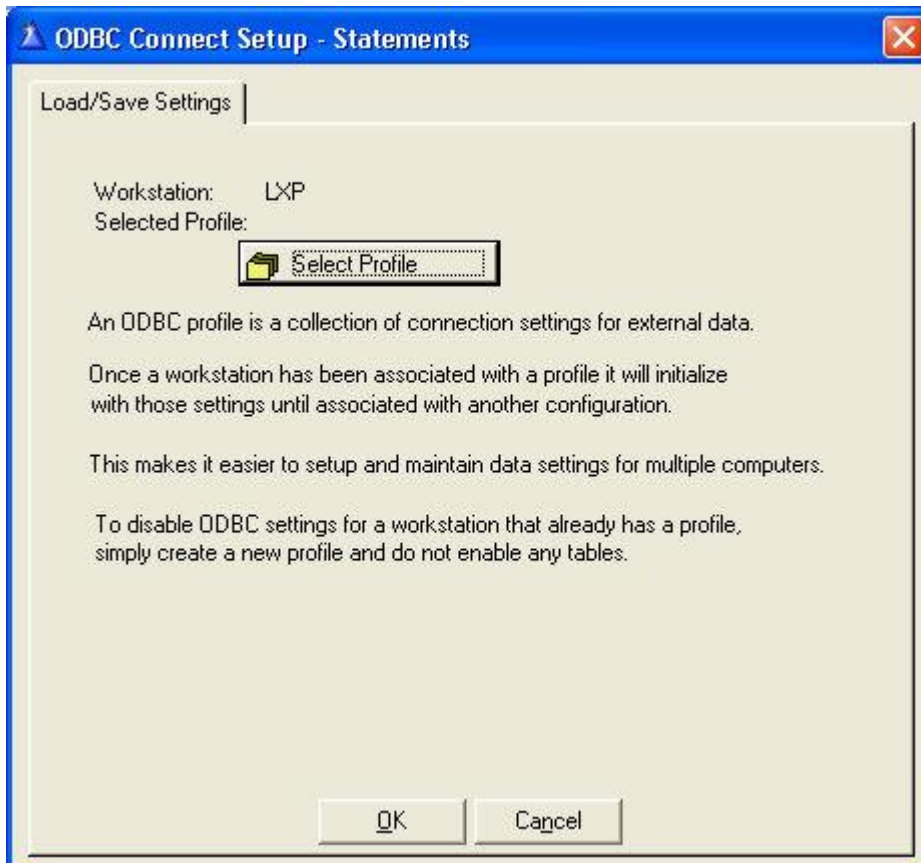 ODBC Connect Setup - Statements
Load/Save Settings
Workstation: LXP
Selected Profile:
Select Profile
An ODBC profile is a collection of connection settings for external data.
Once a workstation has been associated with a profile it will initialize
with those settings until associated with another configuration.
This makes it easier to setup and maintain data settings for multiple computers.
To disable ODBC settings for a workstation that already has a profile,
simply create a new profile and do not enable any tables.
OK Cancel